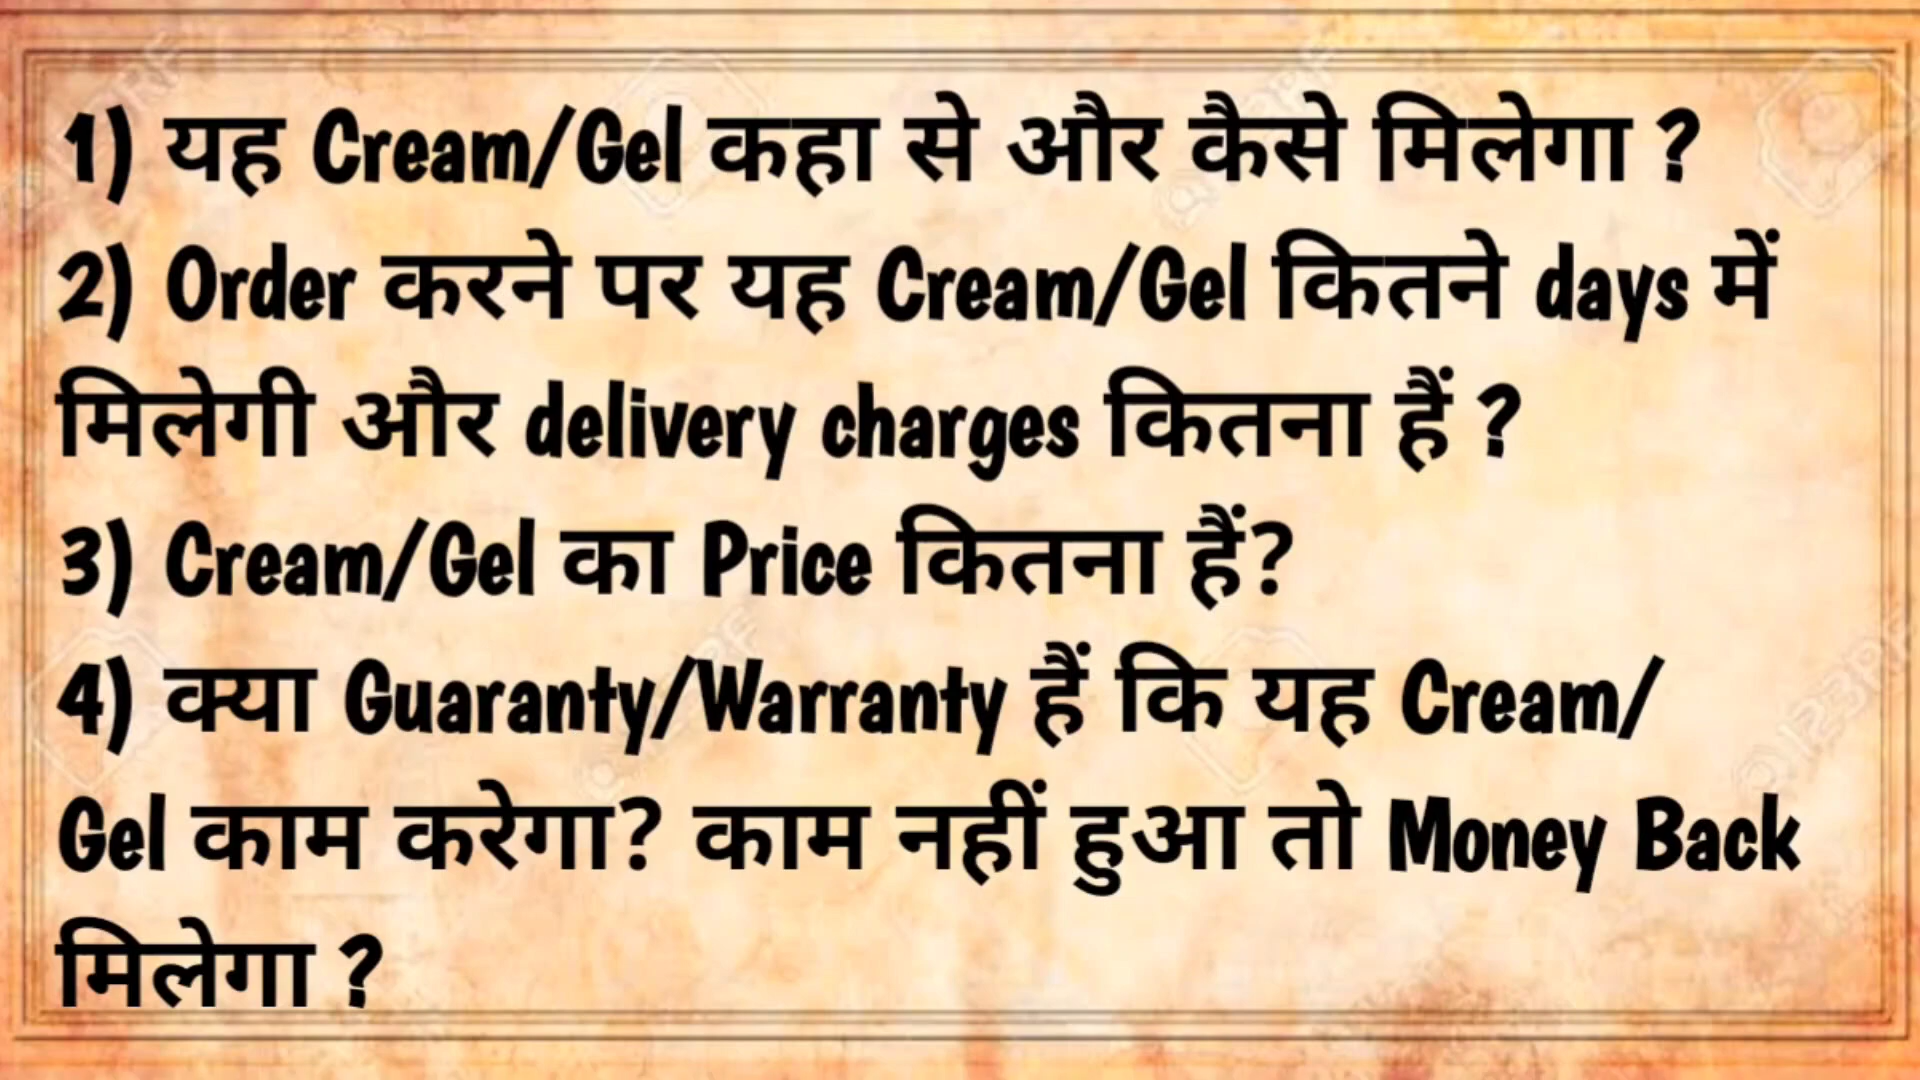 1) यह Cream/Gel कहा से और कैसे मिलेगा ?
2) Order करने पर यह Cream/Gel कितने days में
मिलेगी और delivery charges कितना हैं ?
3) Cream/Gel का Price कितना हैं?
4) क्या Guaranty/Warranty हैं कि यह Cream/
Gel काम करेगा? काम नहीं हुआ तो Money Back
मिलेगा ?